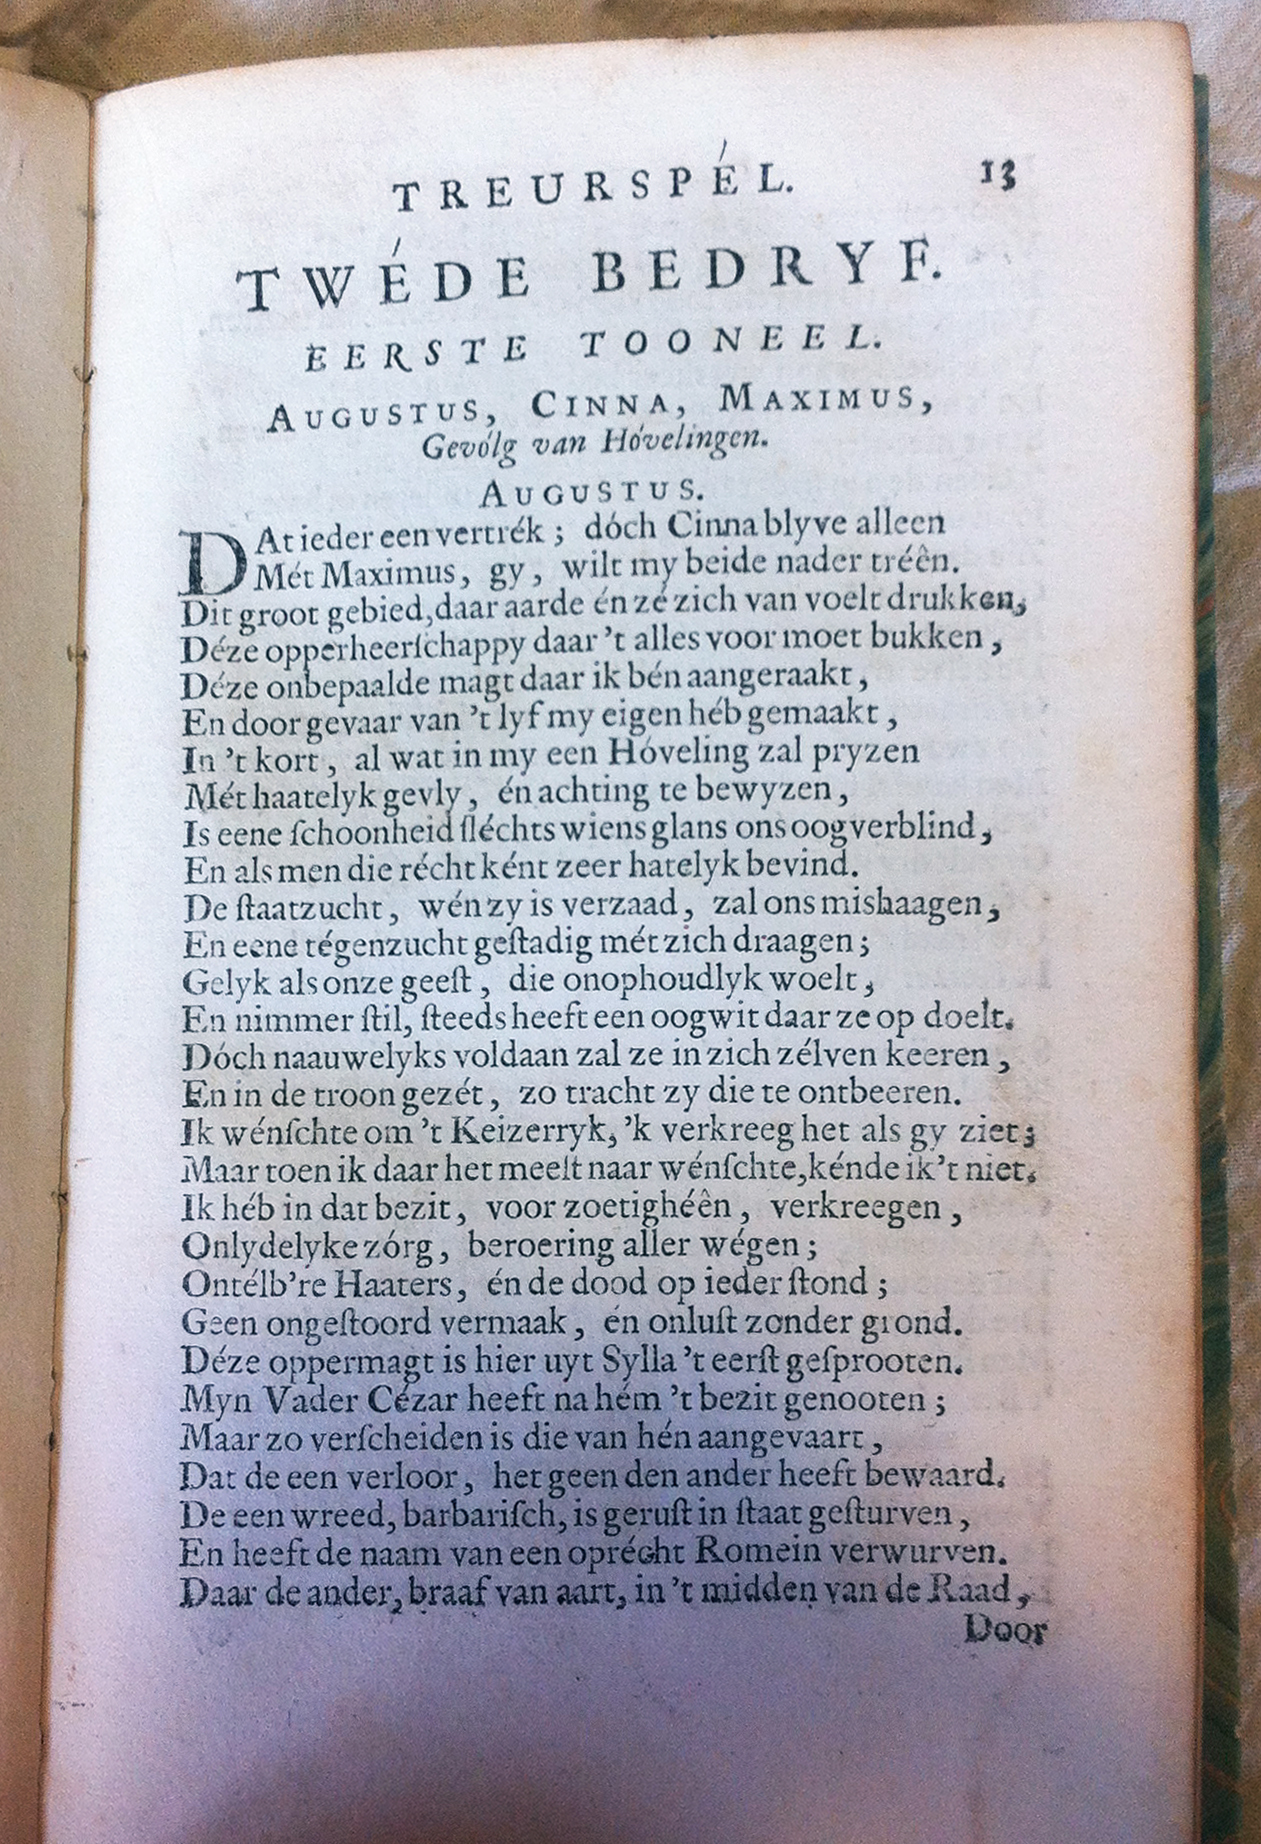 TREURSPÉL. 13
TWÉDE BEDRYF.
EERSTE TOONEEL.
AUGUSTUS, CINNA, MAXIMUS,
Gevólg van Hóvelingen.
AUGUSTUS.
DAt ieder een vertrék; dóch Cinna blyve alleen
Mét Maximus, gy, wilt my beide nader tréên.
Dit groot gebied, daar aarde én zé zich van voelt drukken,
Déze opperheerſchappy daar 't alles voor moet bukken,
Déze onbepaalde magt daar ik bén aangeraakt,
En door gevaar van 't lyf my eigen héb gemaakt,
In 't kort, al wat in my een Hóveling zal pryzen
Mét haatelyk gevly, én achting te bewyzen,
Is eene ſchoonheid ſléchts wiens glans ons oog verblind,
En als men die récht ként zeer hatelyk bevind.
De ſtaatzucht, wén zy is verzaad, zal ons mishaagen,
En eene tégenzucht geſtadig mét zich draagen;
Gelyk als onze geeſt, die onophoudlyk woelt,
En nimmer ſtil, ſteeds heeft een oogwit daar ze op doelt.
Dóch naauwelyks voldaan zal ze in zich zélven keeren,
En in de troon gezét, zo tracht zy die te ontbeeren.
Ik wénſchte om 't Keizerryk, 'k verkreeg het als gy ziet;
Maar toen ik daar het meeſt naar wénſchte, kénde ik 't niet.
Ik héb in dat bezit, voor zoetighéên, verkreegen,
Onlydelyke zórg, beroering aller wégen;
Ontélb're Haaters, én de dood op ieder ſtond;
Geen ongeſtoord vermaak, én onluſt zonder grond.
Déze oppermagt is hier uyt Sylla 't eerſt geſprooten.
Myn Vader Cézar heeft na hém 't bezit genooten;
Maar zo verſcheiden is die van hén aangevaart,
Dat de een verloor, het geen den ander heeft bewaard.
De een wreed, barbariſch, is geruſt in ſtaat geſturven,
En heeft de naam van een oprécht Romein verwurven.
Daar de ander, braaf van aart, in 't midden van de Raad,
Door